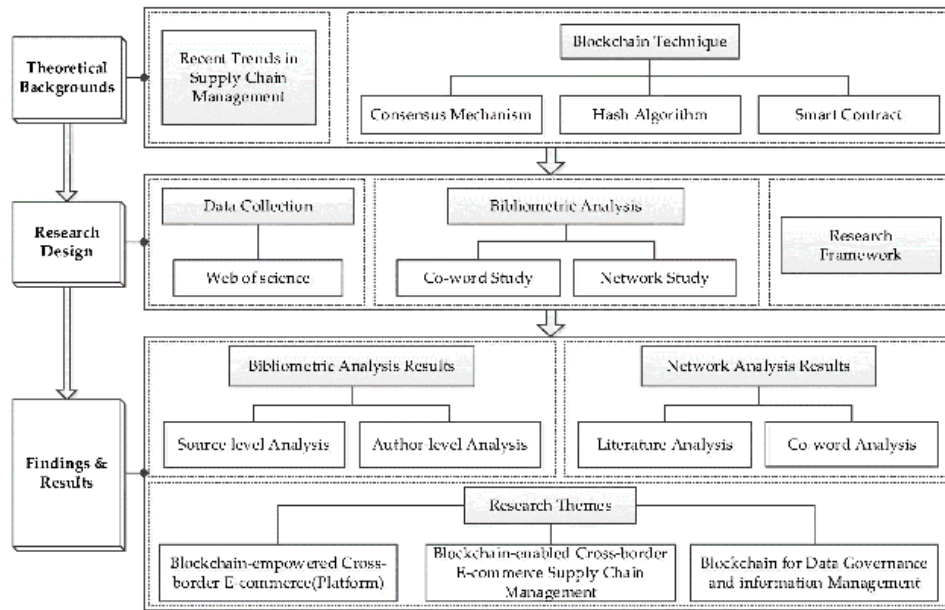 Theoretical
Backgrounds
Recent Trends in
Supply Chain
Management
Blockchain Technique
Consensus Mechanism
Hash Algorithm
Smart Contract
Research
Design
Data Collection
Web of science
Bibliometric Analysis
Co-word Study
Network Study
Research
Framework
Findings &
Results
Bibliometric Analysis Results
Source-level Analysis
Author-level Analysis
Network Analysis Results
Literature Analysis
Co-word Analysis
Research Themes
Blockchain-empowered Cross-
border E-commerce(Platform)
Blockchain-enabled Cross-border
E-commerce Supply Chain
Management
Blockchain for Data Governance
and information Management